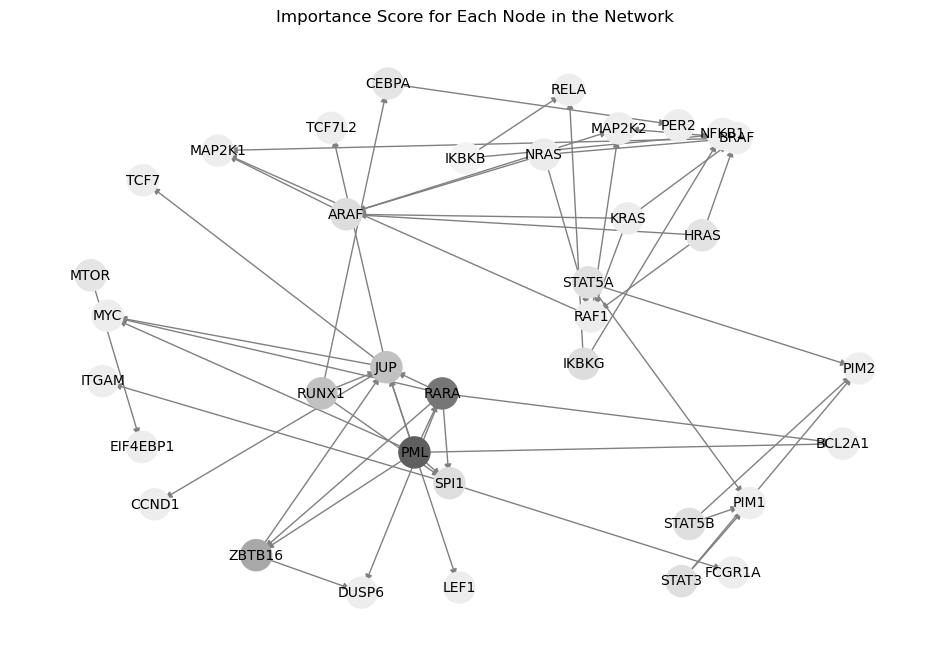 Importance Score for Each Node in the Network
CEBPA
RELA
TCF7L2
MAP2K2
PER2
NFKB1
BRAF
MAP2K1
IKBKB
NRAS
TCF7
ARAF
KRAS
HRAS
MTOR
STAT5A
MYC
RAF1
ITGAM
JUP
IKBKG
PIM2
RUNX1
RARA
EIF4EBP1
PML
BCL2A1
SPI1
CCND1
PIM1
STAT5B
ZBTB16
DUSP6
LEF1
STAT3
FCGR1A